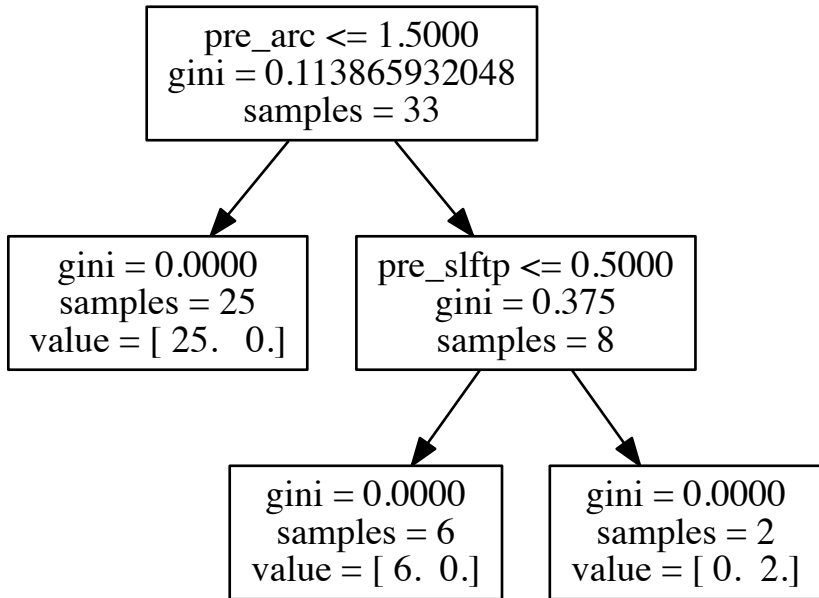 pre_arc <= 1.5000
gini = 0.113865932048
samples = 33
gini = 0.0000
samples = 25
value = [ 25.   0.]
pre_slftp <= 0.5000
gini = 0.375
samples = 8
gini = 0.0000
samples = 6
value = [ 6.  0.]
gini = 0.0000
samples = 2
value = [ 0.  2.]